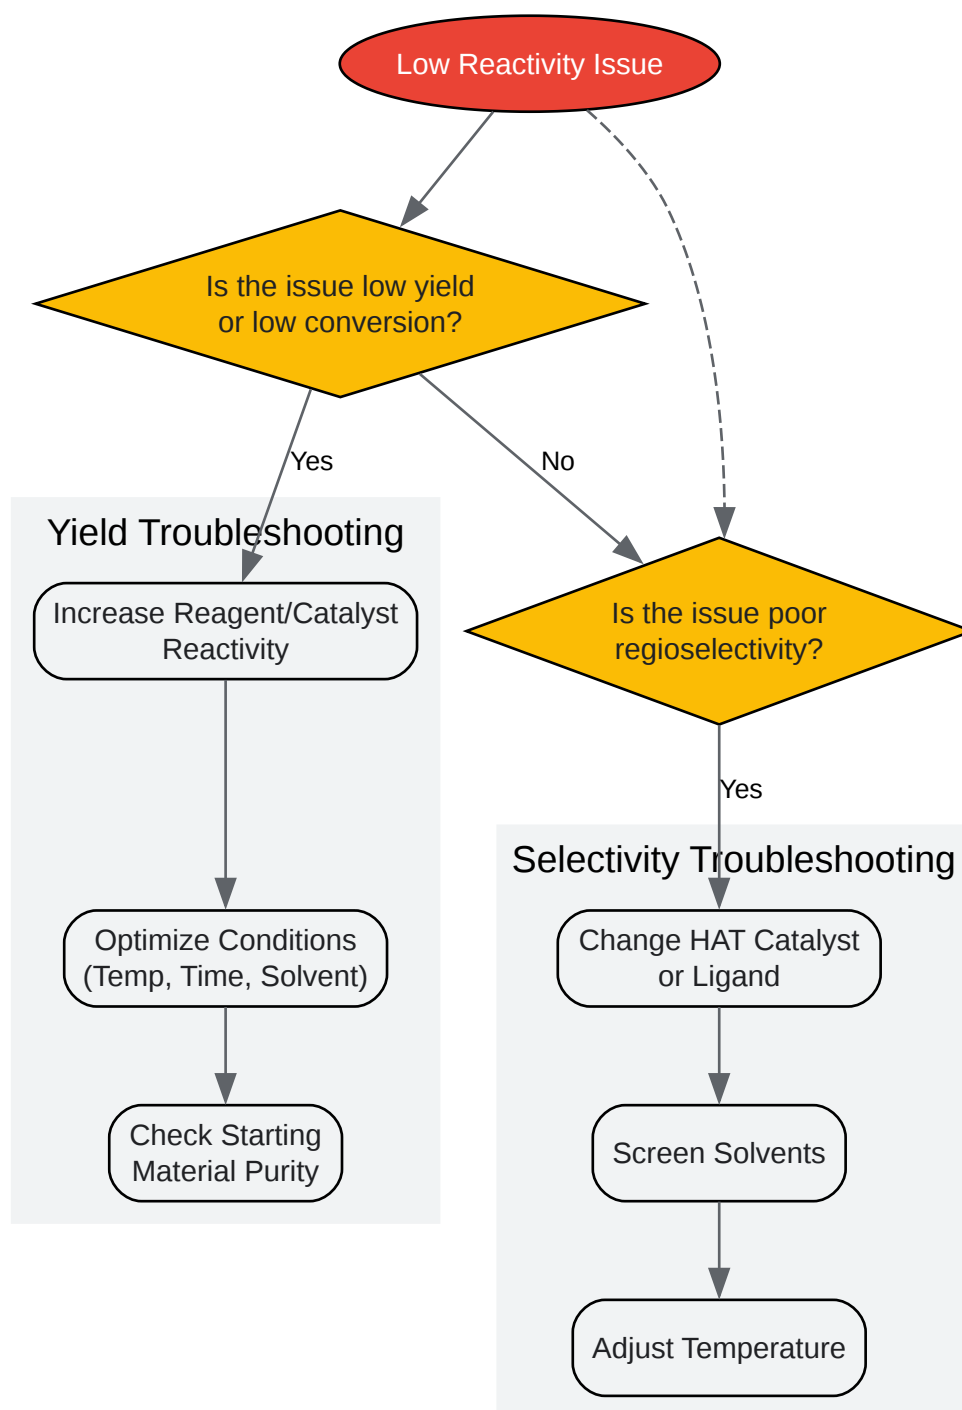 Low Reactivity Issue
Is the issue low yield
or low conversion?
Yes
No
Yield Troubleshooting
Increase Reagent/Catalyst
Reactivity
Is the issue poor
regioselectivity?
Yes
Selectivity Troubleshooting
Optimize Conditions
(Temp, Time, Solvent)
Change HAT Catalyst
or Ligand
Check Starting
Material Purity
Screen Solvents
Adjust Temperature